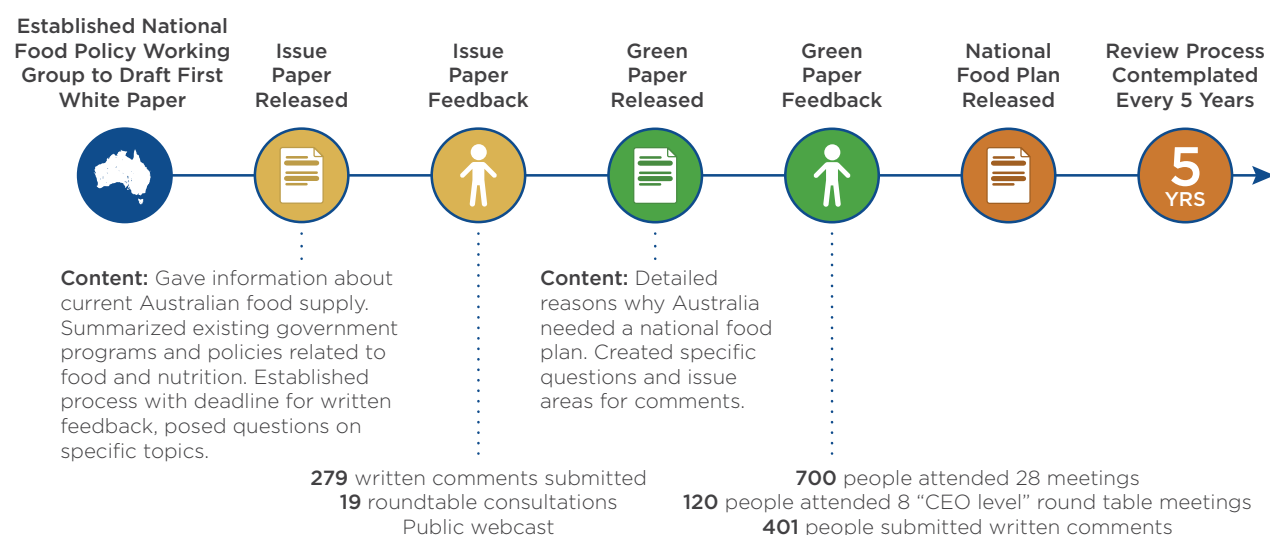 Established National
Food Policy Working
Group to Draft First
White Paper
Issue
Paper
Released
Issue
Paper
Feedback
Green
Paper
Released
Green
Paper
Feedback
National
Food Plan
Released
Review Process
Contemplated
Every 5 Years
5
YRS
Content: Gave information about
current Australian food supply.
Summarized existing government
programs and policies related to
food and nutrition. Established
process with deadline for written
feedback, posed questions on
specific topics.
279 written comments submitted
19 roundtable consultations
Public webcast
Content: Detailed
reasons why Australia
needed a national food
plan. Created specific
questions and issue
areas for comments.
700 people attended 28 meetings
120 people attended 8 “CEO level” round table meetings
401 people submitted written comments